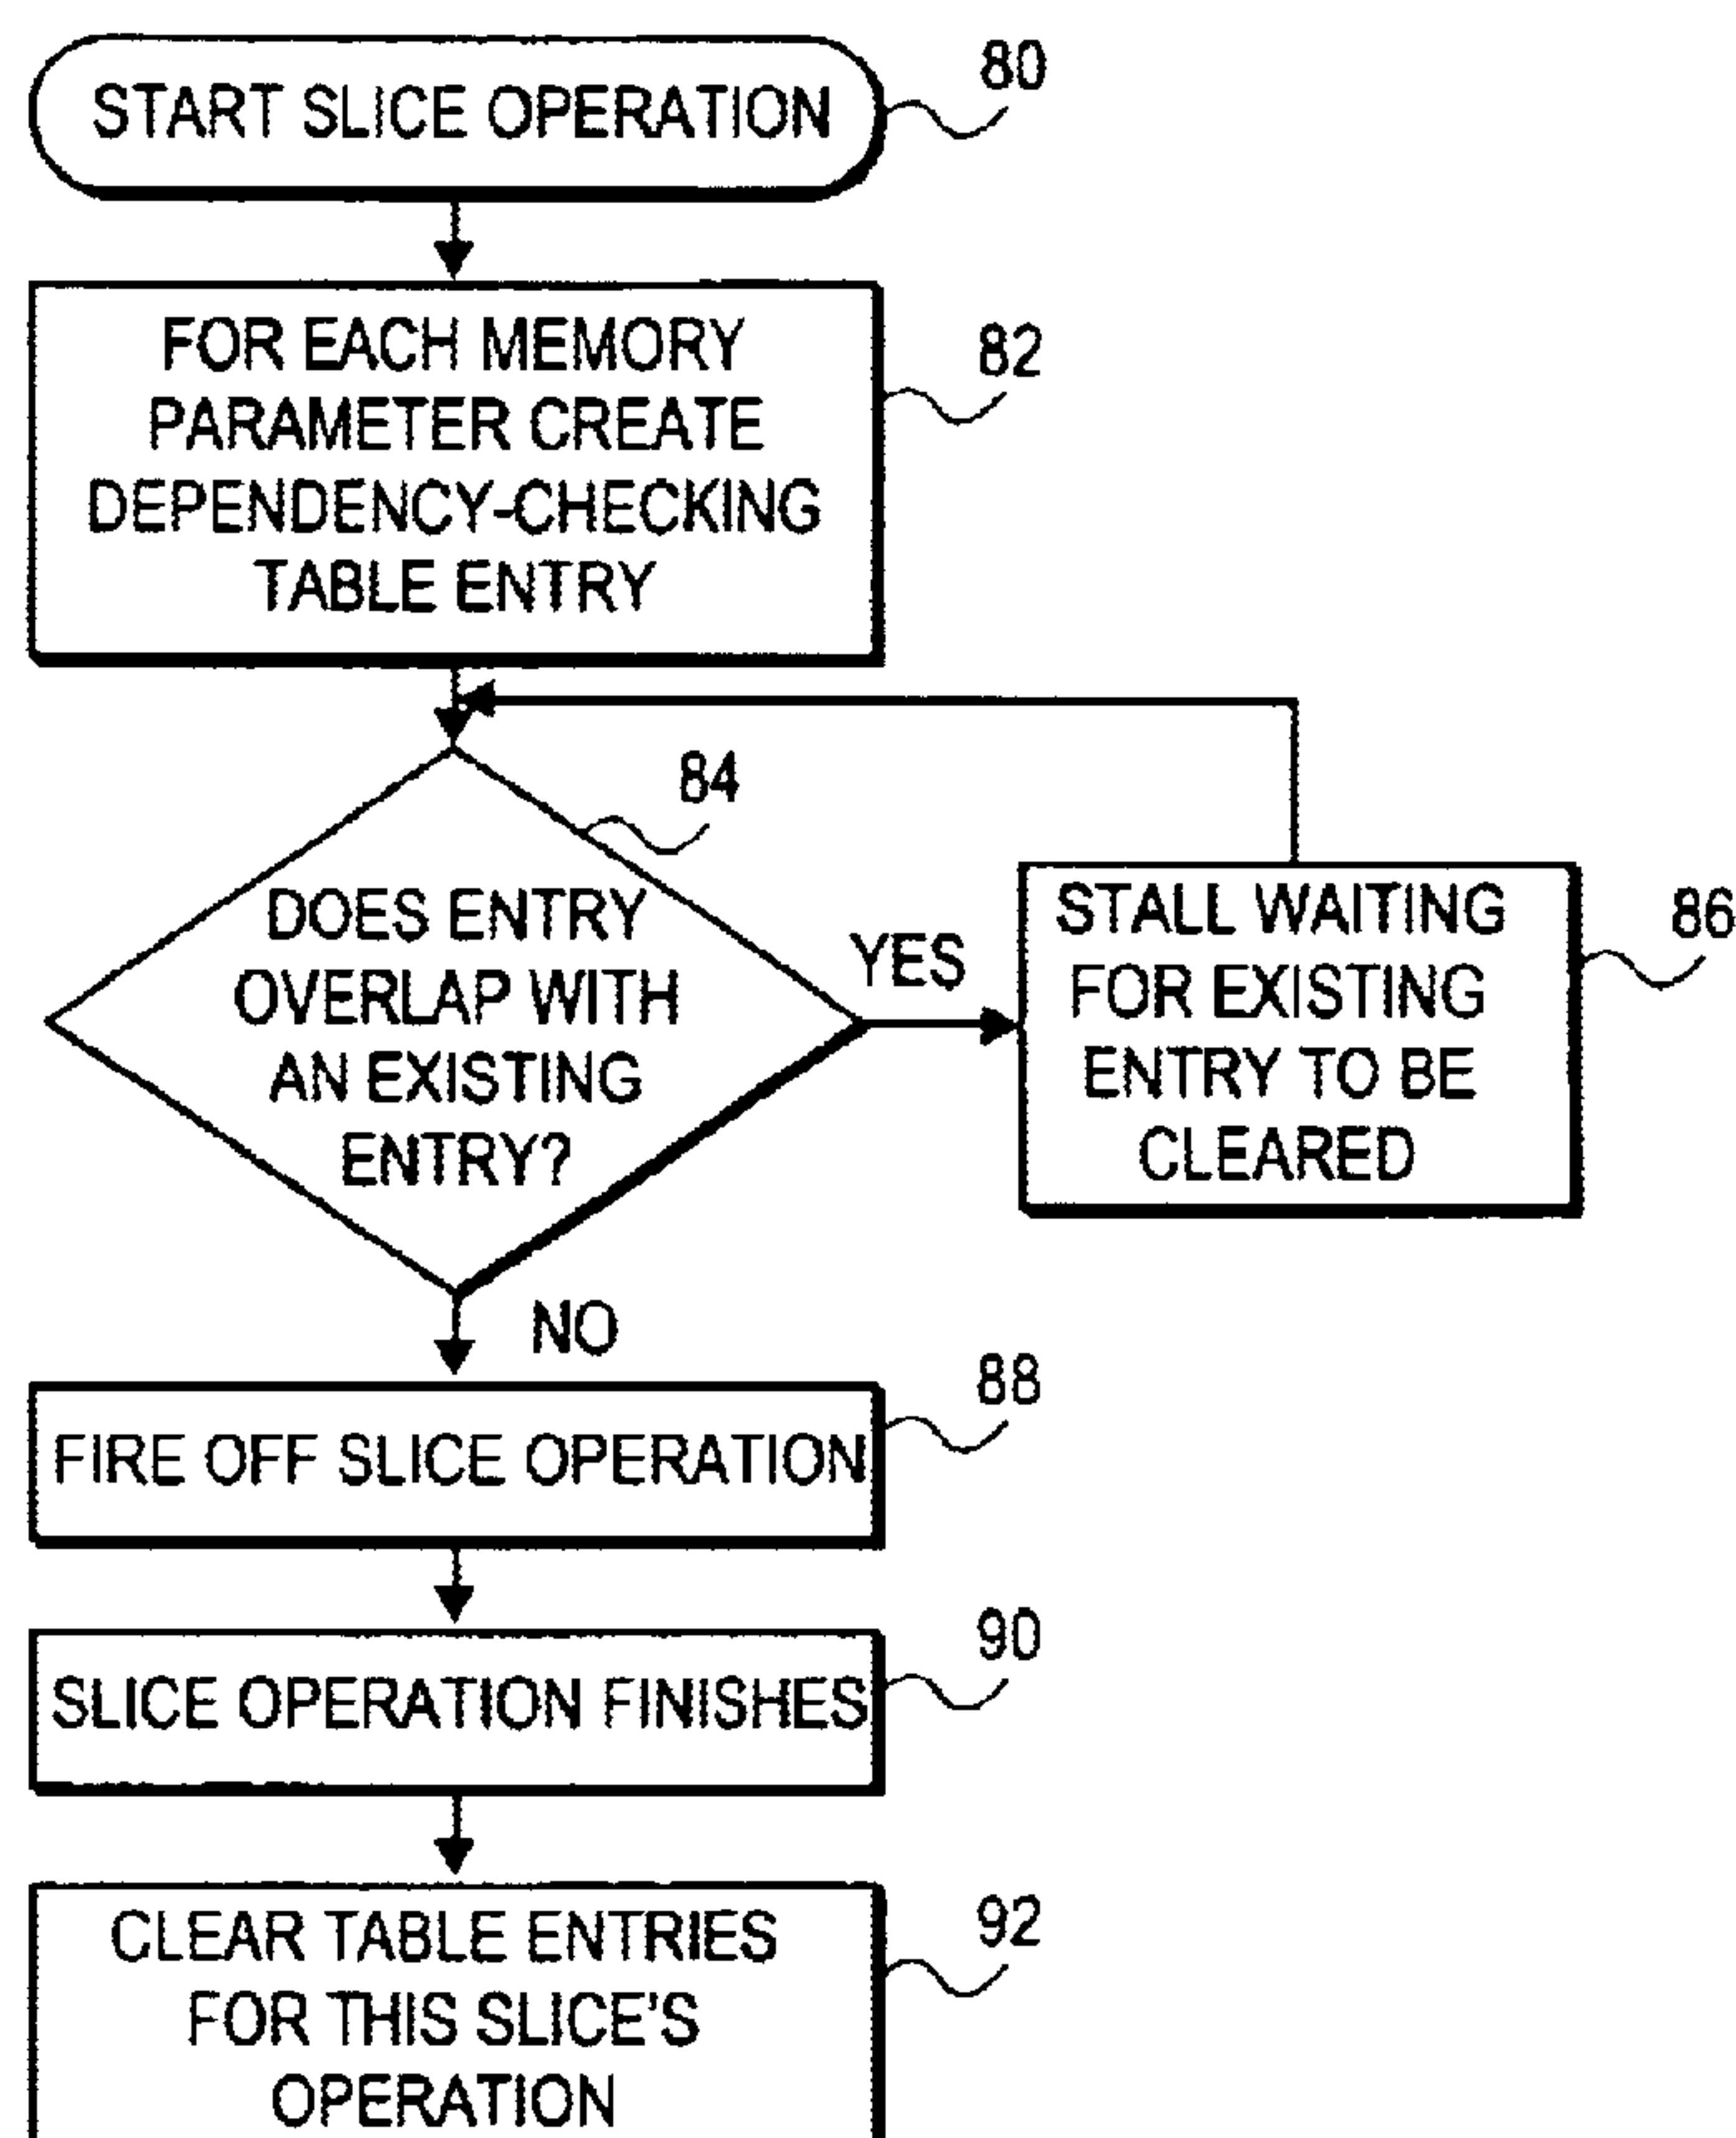 START SLICE OPERATION
80
FOR EACH MEMORY
PARAMETER CREATE
DEPENDENCY-CHECKING
TABLE ENTRY
82
84
DOES ENTRY
OVERLAP WITH
AN EXISTING
ENTRY?
YES
STALL WAITING
FOR EXISTING
ENTRY TO BE
CLEARED
86
NO
FIRE OFF SLICE OPERATION
88
SLICE OPERATION FINISHES
90
CLEAR TABLE ENTRIES
FOR THIS SLICE'S
OPERATION
92